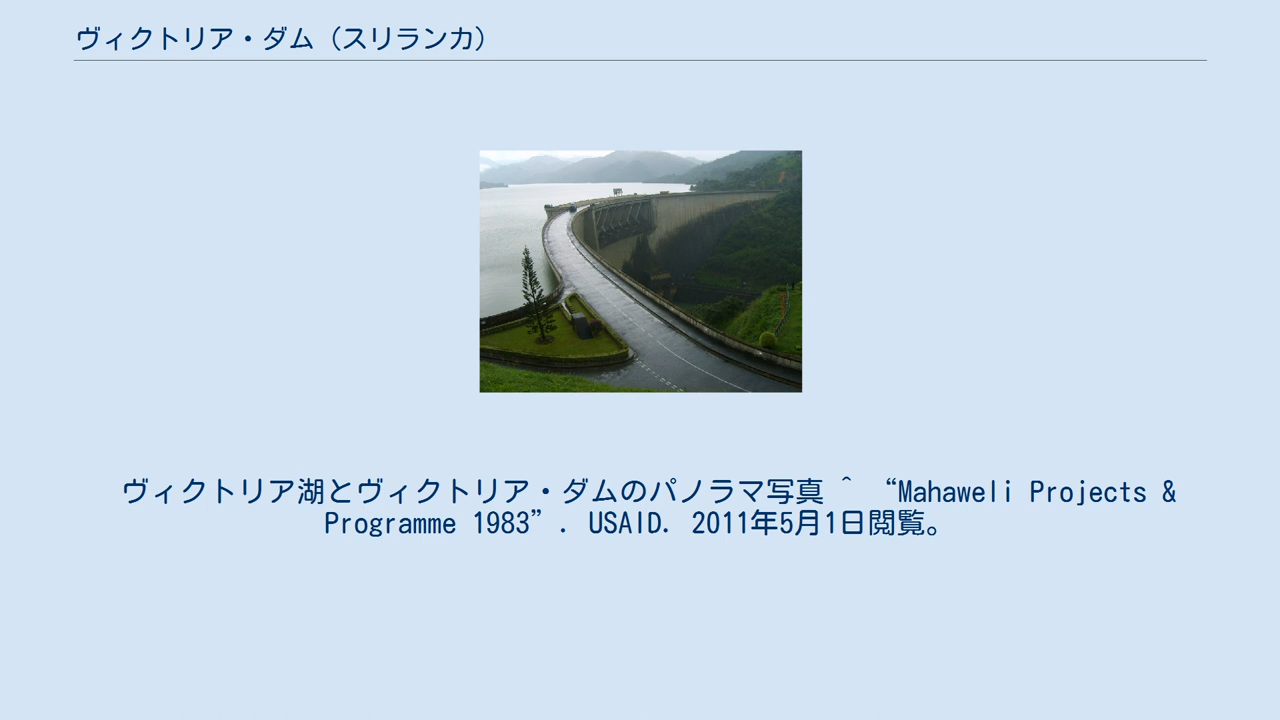 ヴィクトリア・ダム（スリランカ）
ヴィクトリア湖とヴィクトリア・ダムのパノラマ写真 ^ “Mahaweli Projects &
Programme 1983”. USAID. 2011年5月1日閲覧。